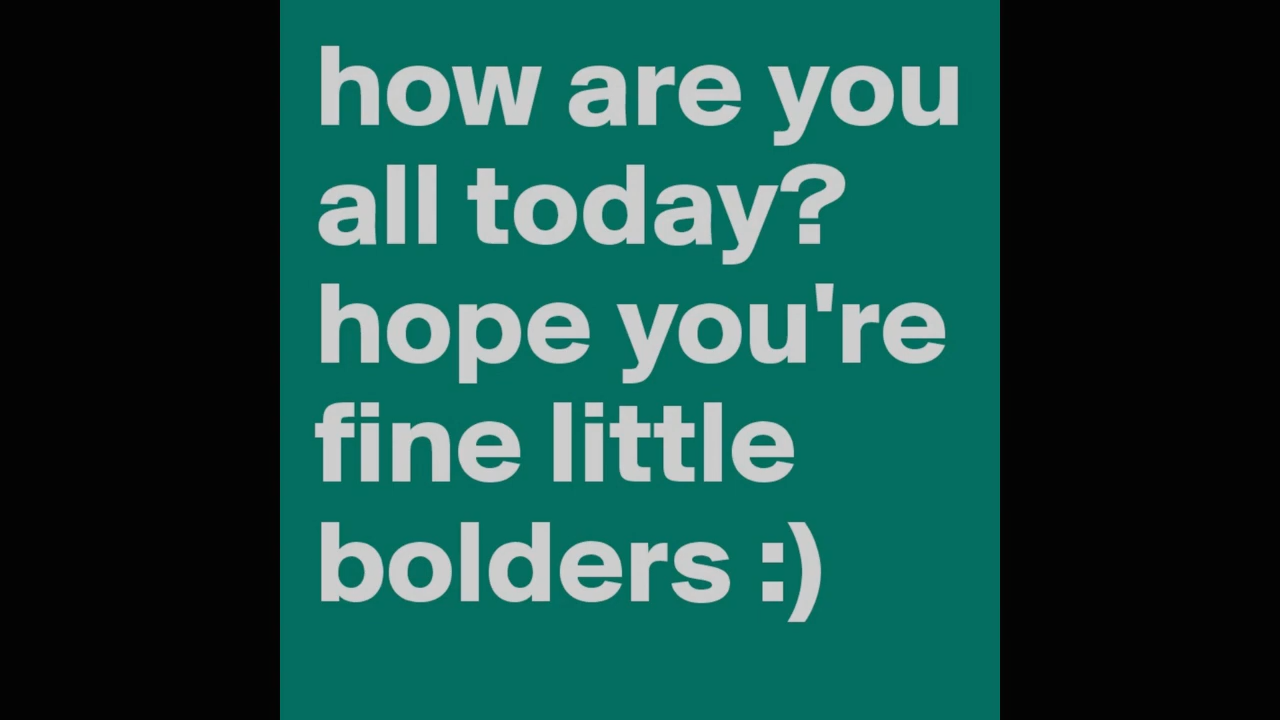 how are you
all today?
hope you're
fine little
bolders :)